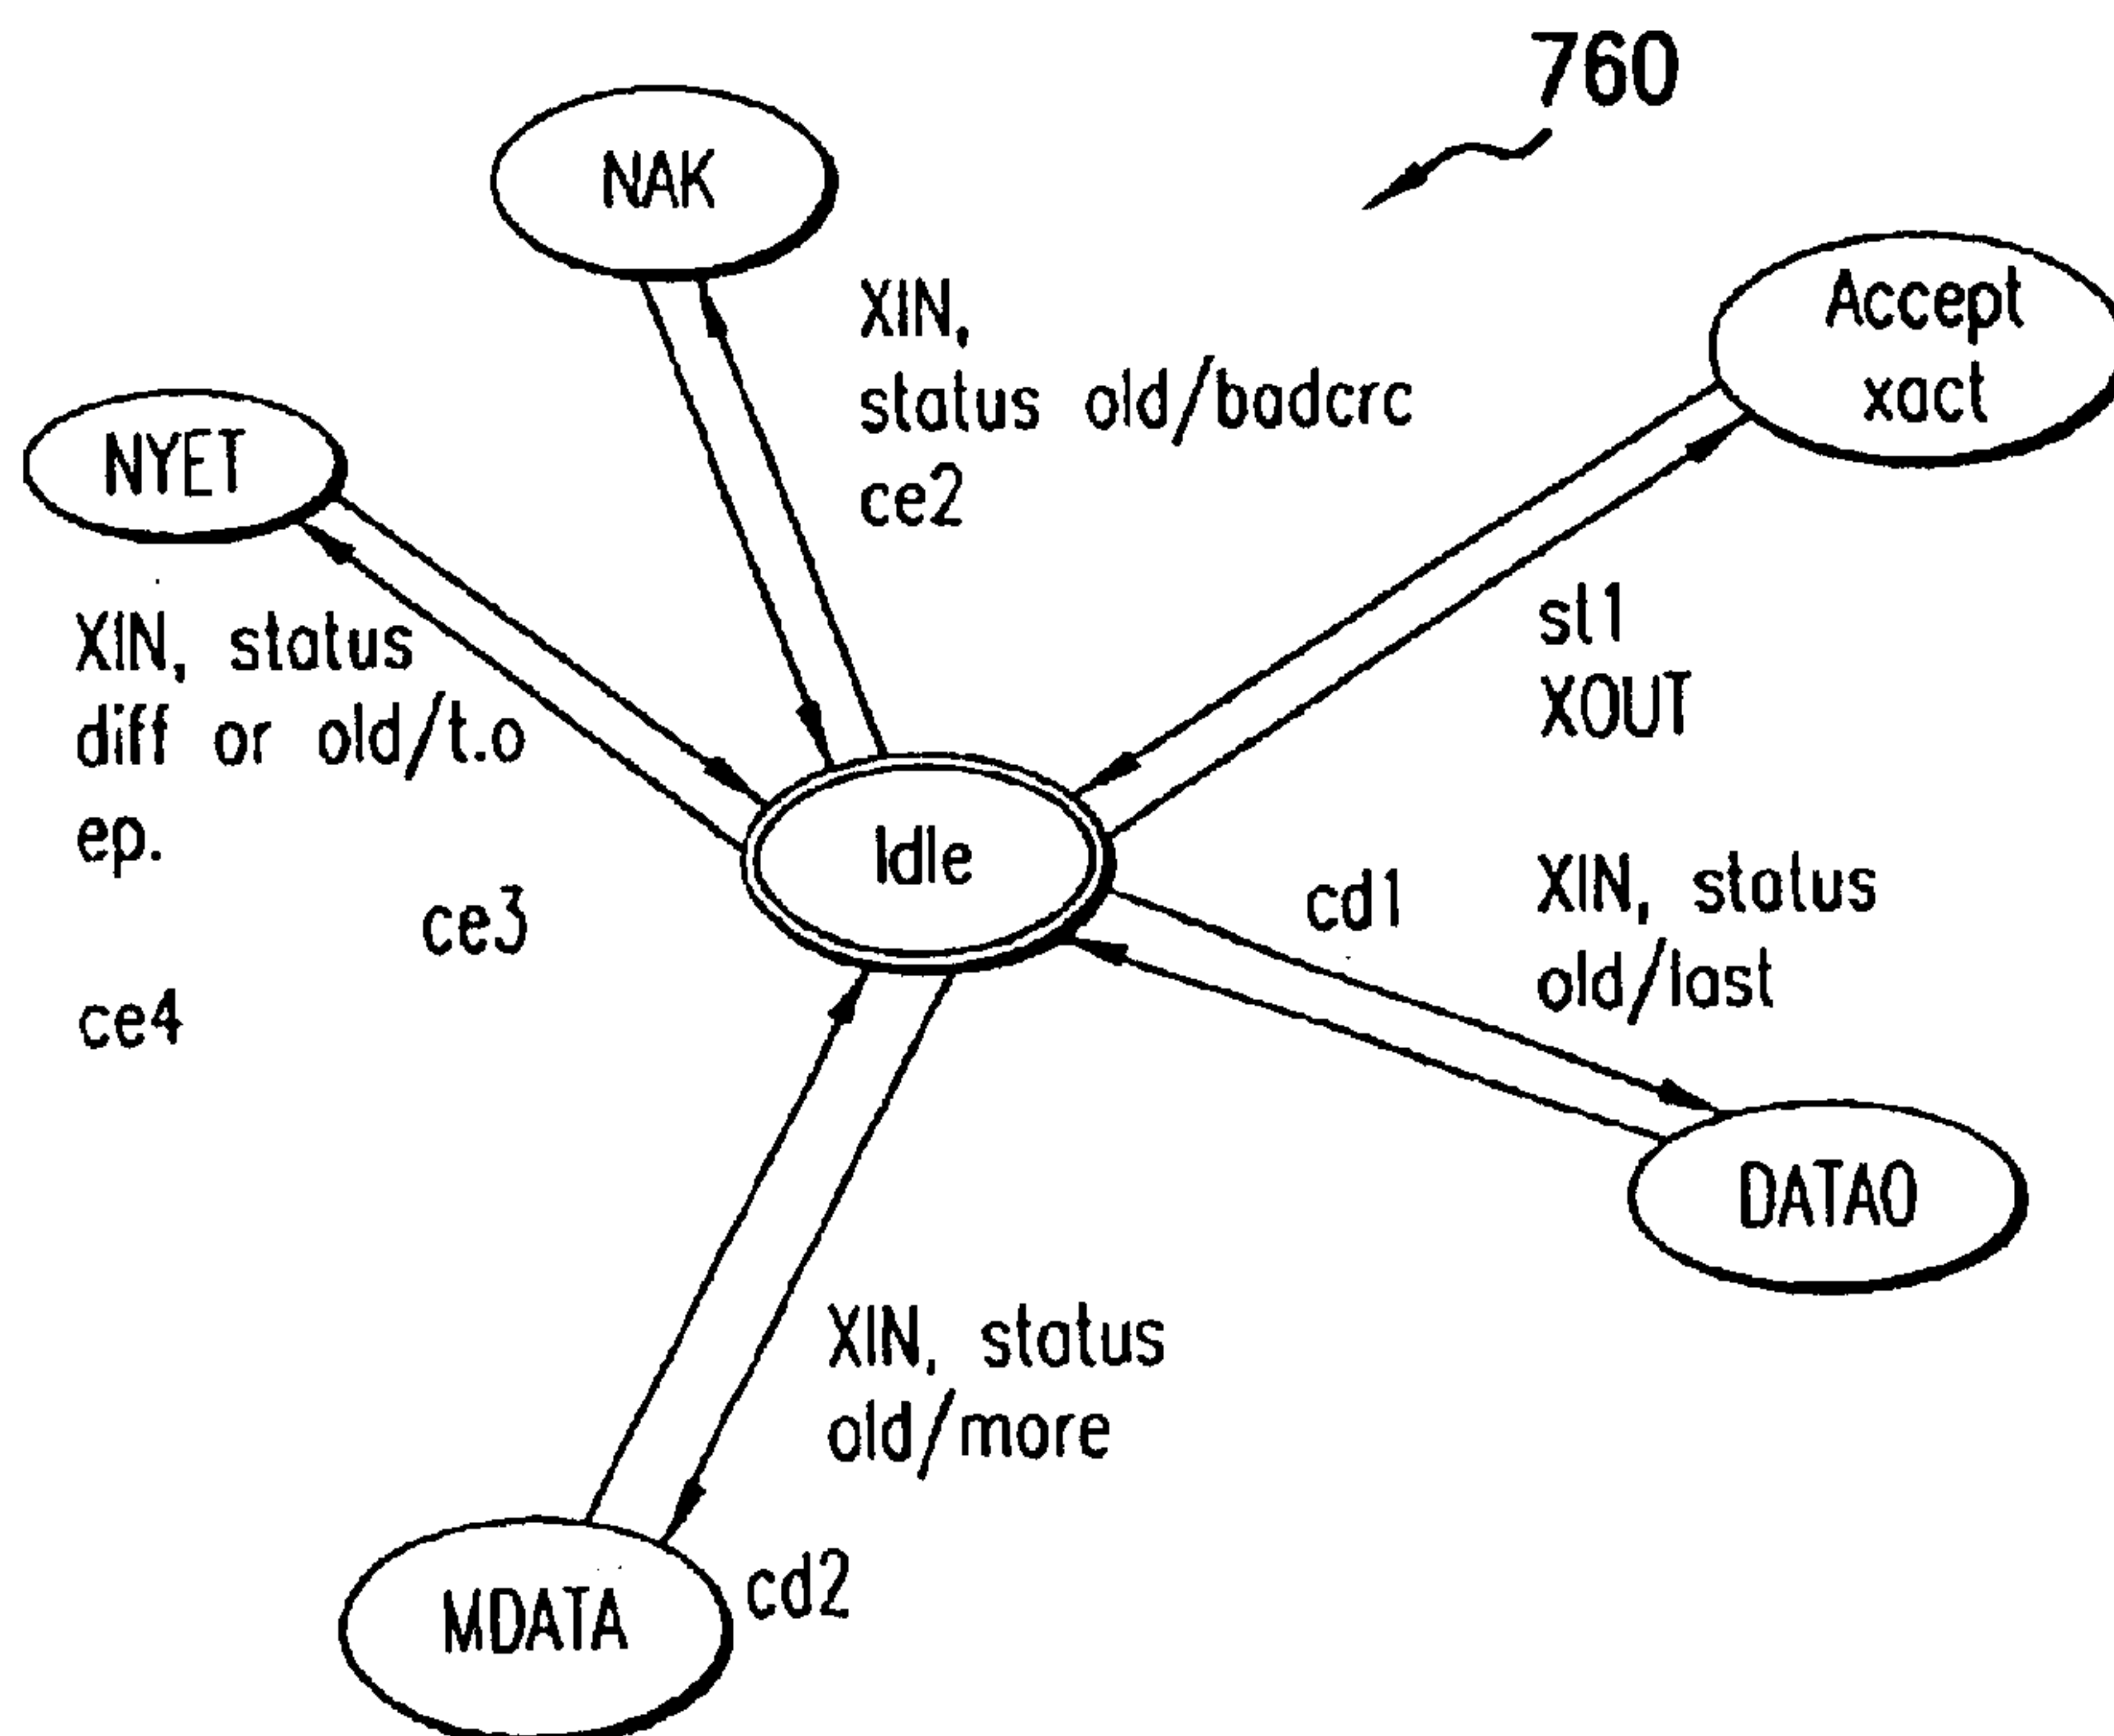 760
NAK
Accept
xact
XIN,
status old/badcrc
ce2
NYET
XIN, status
diff or old/t.o
ep.
ce3
ce4
st1
XOUT
Idle
cd1
XIN, status
old/last
DATA0
XIN, status
old/more
cd2
MDATA